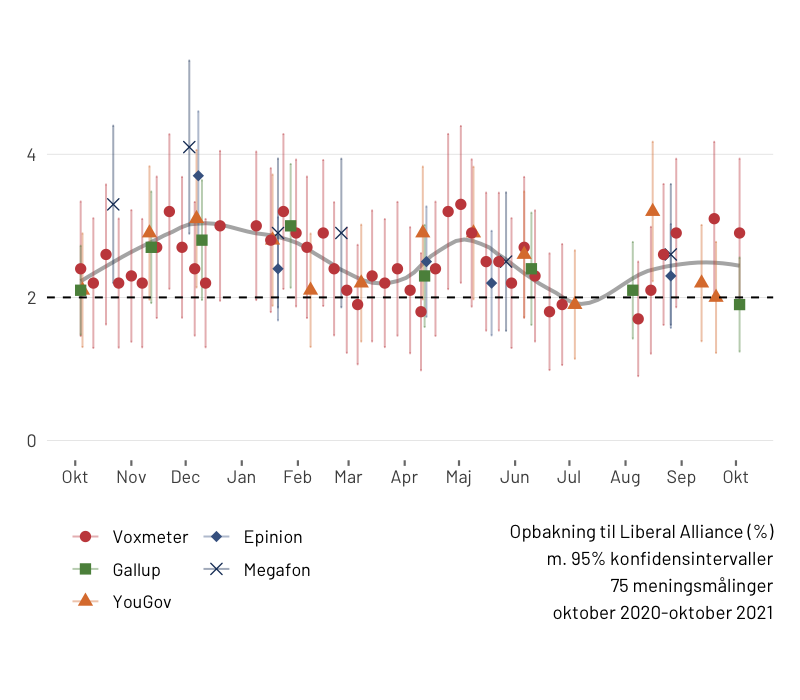 4
2
0
Okt Nov Dec Jan Feb Mar Apr Maj Jun Jul Aug Sep Okt
Voxmeter Epinion
Gallup Megafon
YouGov
Opbakning til Liberal Alliance (%)
m. 95% konfidensintervaller
75 meningsmålinger
oktober 2020-oktober 2021